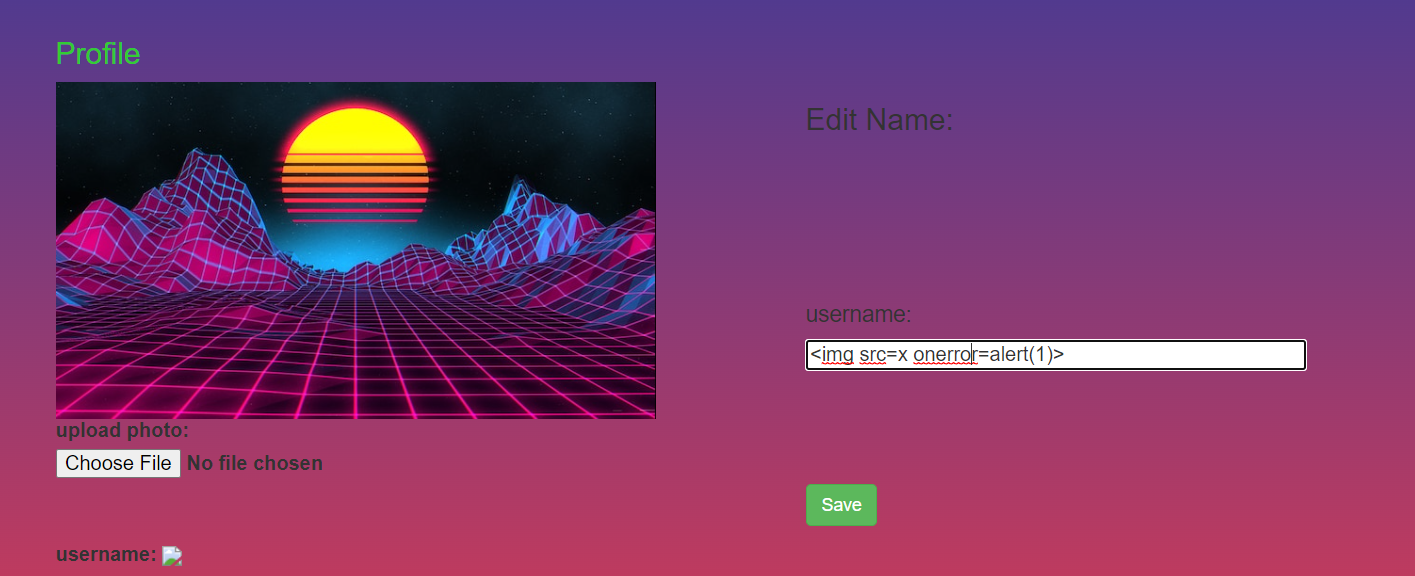 Profile
upload photo:
Choose File No file chosen
username:
Edit Name:
username:
<img src=x onerror=alert(1)>
Save